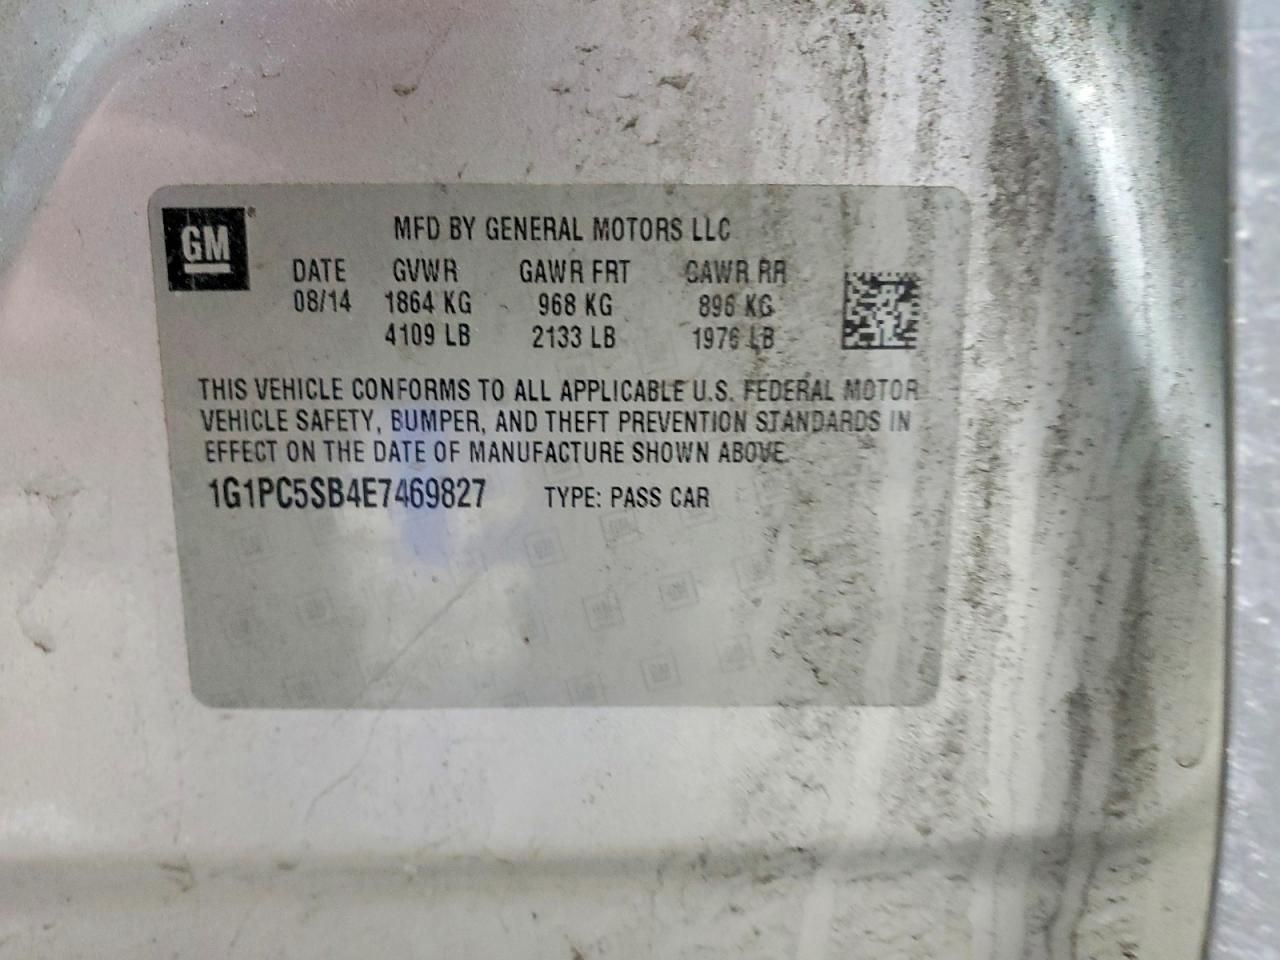 GM
MFD BY GENERAL MOTORS LLC
DATE GVWR GAWR FRT GAWR RR
08/14 1864 KG 968 KG 896 KG
4109 LB 2133 LB 1976 LB
THIS VEHICLE CONFORMS TO ALL APPLICABLE U.S. FEDERAL MOTOR
VEHICLE SAFETY, BUMPER, AND THEFT PREVENTION STANDARDS IN
EFFECT ON THE DATE OF MANUFACTURE SHOWN ABOVE.
1G1PC5SB4E7469827 TYPE: PASS CAR